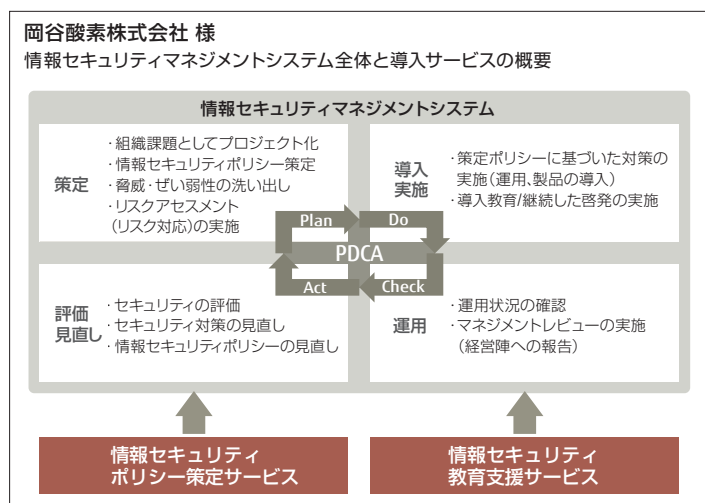 岡谷酸素株式会社 様
情報セキュリティマネジメントシステム全体と導入サービスの概要
情報セキュリティマネジメントシステム
策定
・組織課題としてプロジェクト化
・情報セキュリティポリシー策定
・脅威・ぜい弱性の洗い出し
・リスクアセスメント
(リスク対応)の実施
導入
実施
・策定ポリシーに基づいた対策の
実施(運用、製品の導入)
・導入教育/継続した啓発の実施
Plan
Do
PDCA
Act
Check
評価
見直し
・セキュリティの評価
・セキュリティ対策の見直し
・情報セキュリティポリシーの見直し
運用
・運用状況の確認
・マネジメントレビューの実施
(経営陣への報告)
情報セキュリティ
ポリシー策定サービス
情報セキュリティ
教育支援サービス